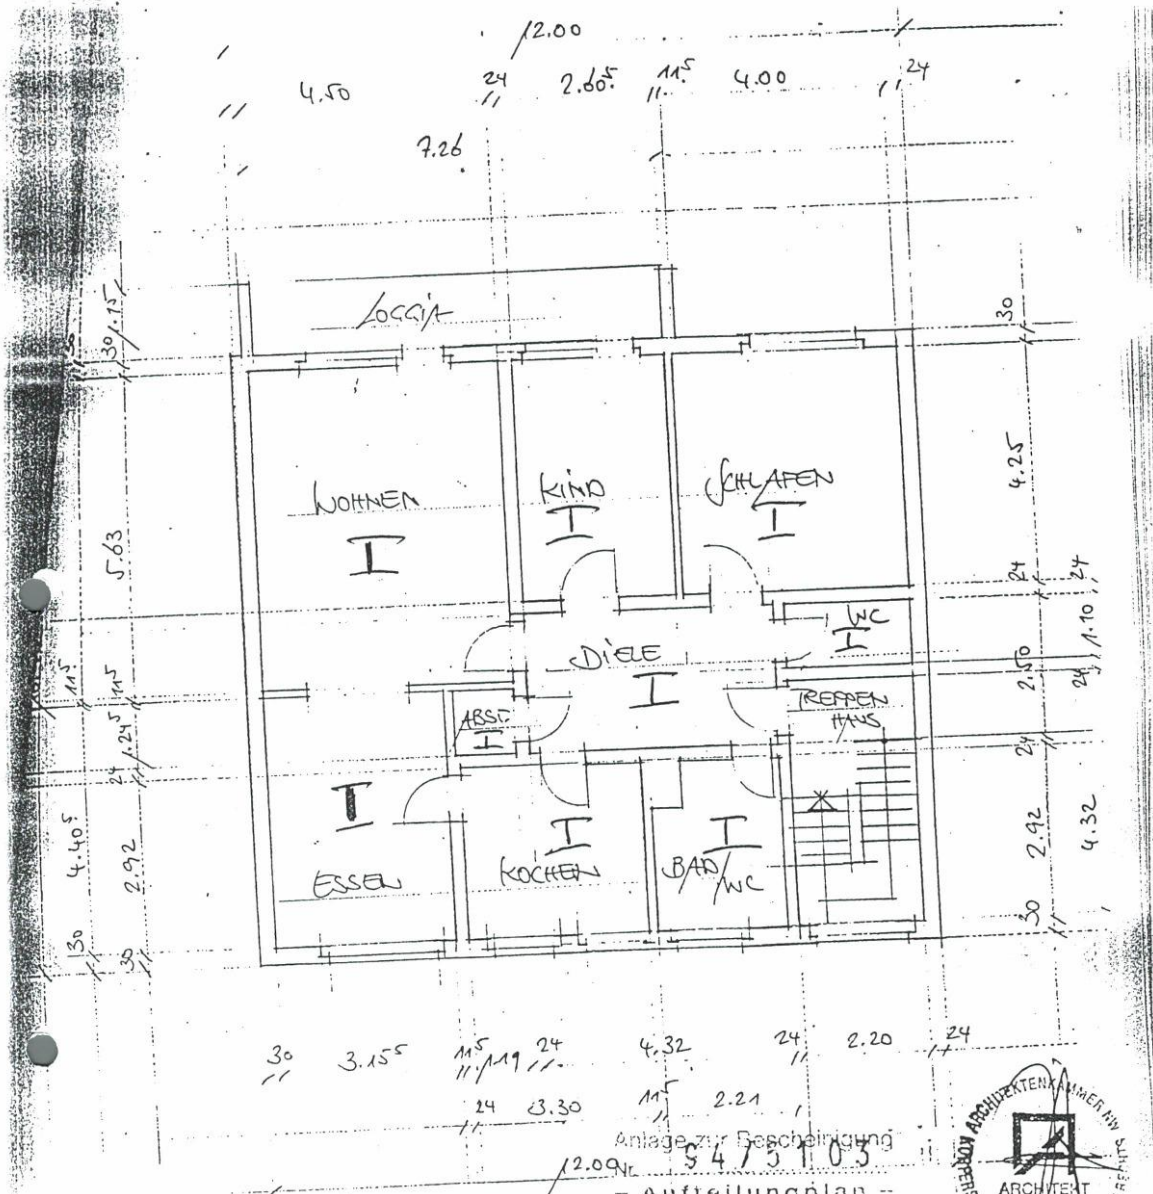 12.00
4.50 24 2.60⁵ 11⁵ 4.00 24
7.26
LOGGIA
30 1.15
30
WOHNEN
I
KIND
I
SCHLAFEN
I
5.63
4.25
24 24
WC
I
1.10
DIELE
I
2.50
24
11⁵ 11⁵
ABST.
I
TREPPEN
HAUS
1.24⁵
24
24
I
ESSEN
I
KOCHEN
I
BAD/WC
4.40⁵
2.92
2.92
4.32
30
30
30
30 3.15⁵ 11⁵ 1.19 24 4.32 24 2.20 24
24 3.30 11⁵ 2.21
Anlage zur Bescheinigung
12.00 Nr.
- Aufteilungsplan -
ARCHITEKTENKAMMER NW
ARCHITEKT